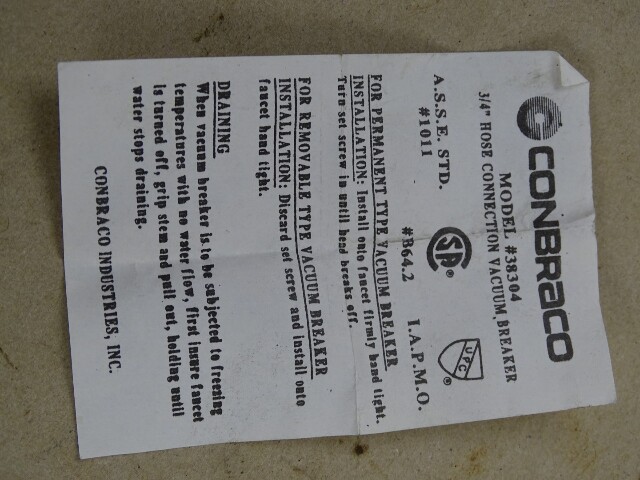 CONBRACO
MODEL #38304
3/4" HOSE CONNECTION VACUUM BREAKER
A.S.S.E. STD. #1011
SA®
#B64.2
I.A.P.M.O.
UPC®
FOR PERMANENT TYPE VACUUM BREAKER
INSTALLATION: Install onto faucet firmly hand tight.
Turn set screw in until head breaks off.
FOR REMOVABLE TYPE VACUUM BREAKER
INSTALLATION: Discard set screw and install onto
faucet hand tight.
DRAINING
When vacuum breaker is to be subjected to freezing
temperatures with no water flow, first insure faucet
is turned off, grip stem and pull out, holding until
water stops draining.
CONBRACO INDUSTRIES, INC.